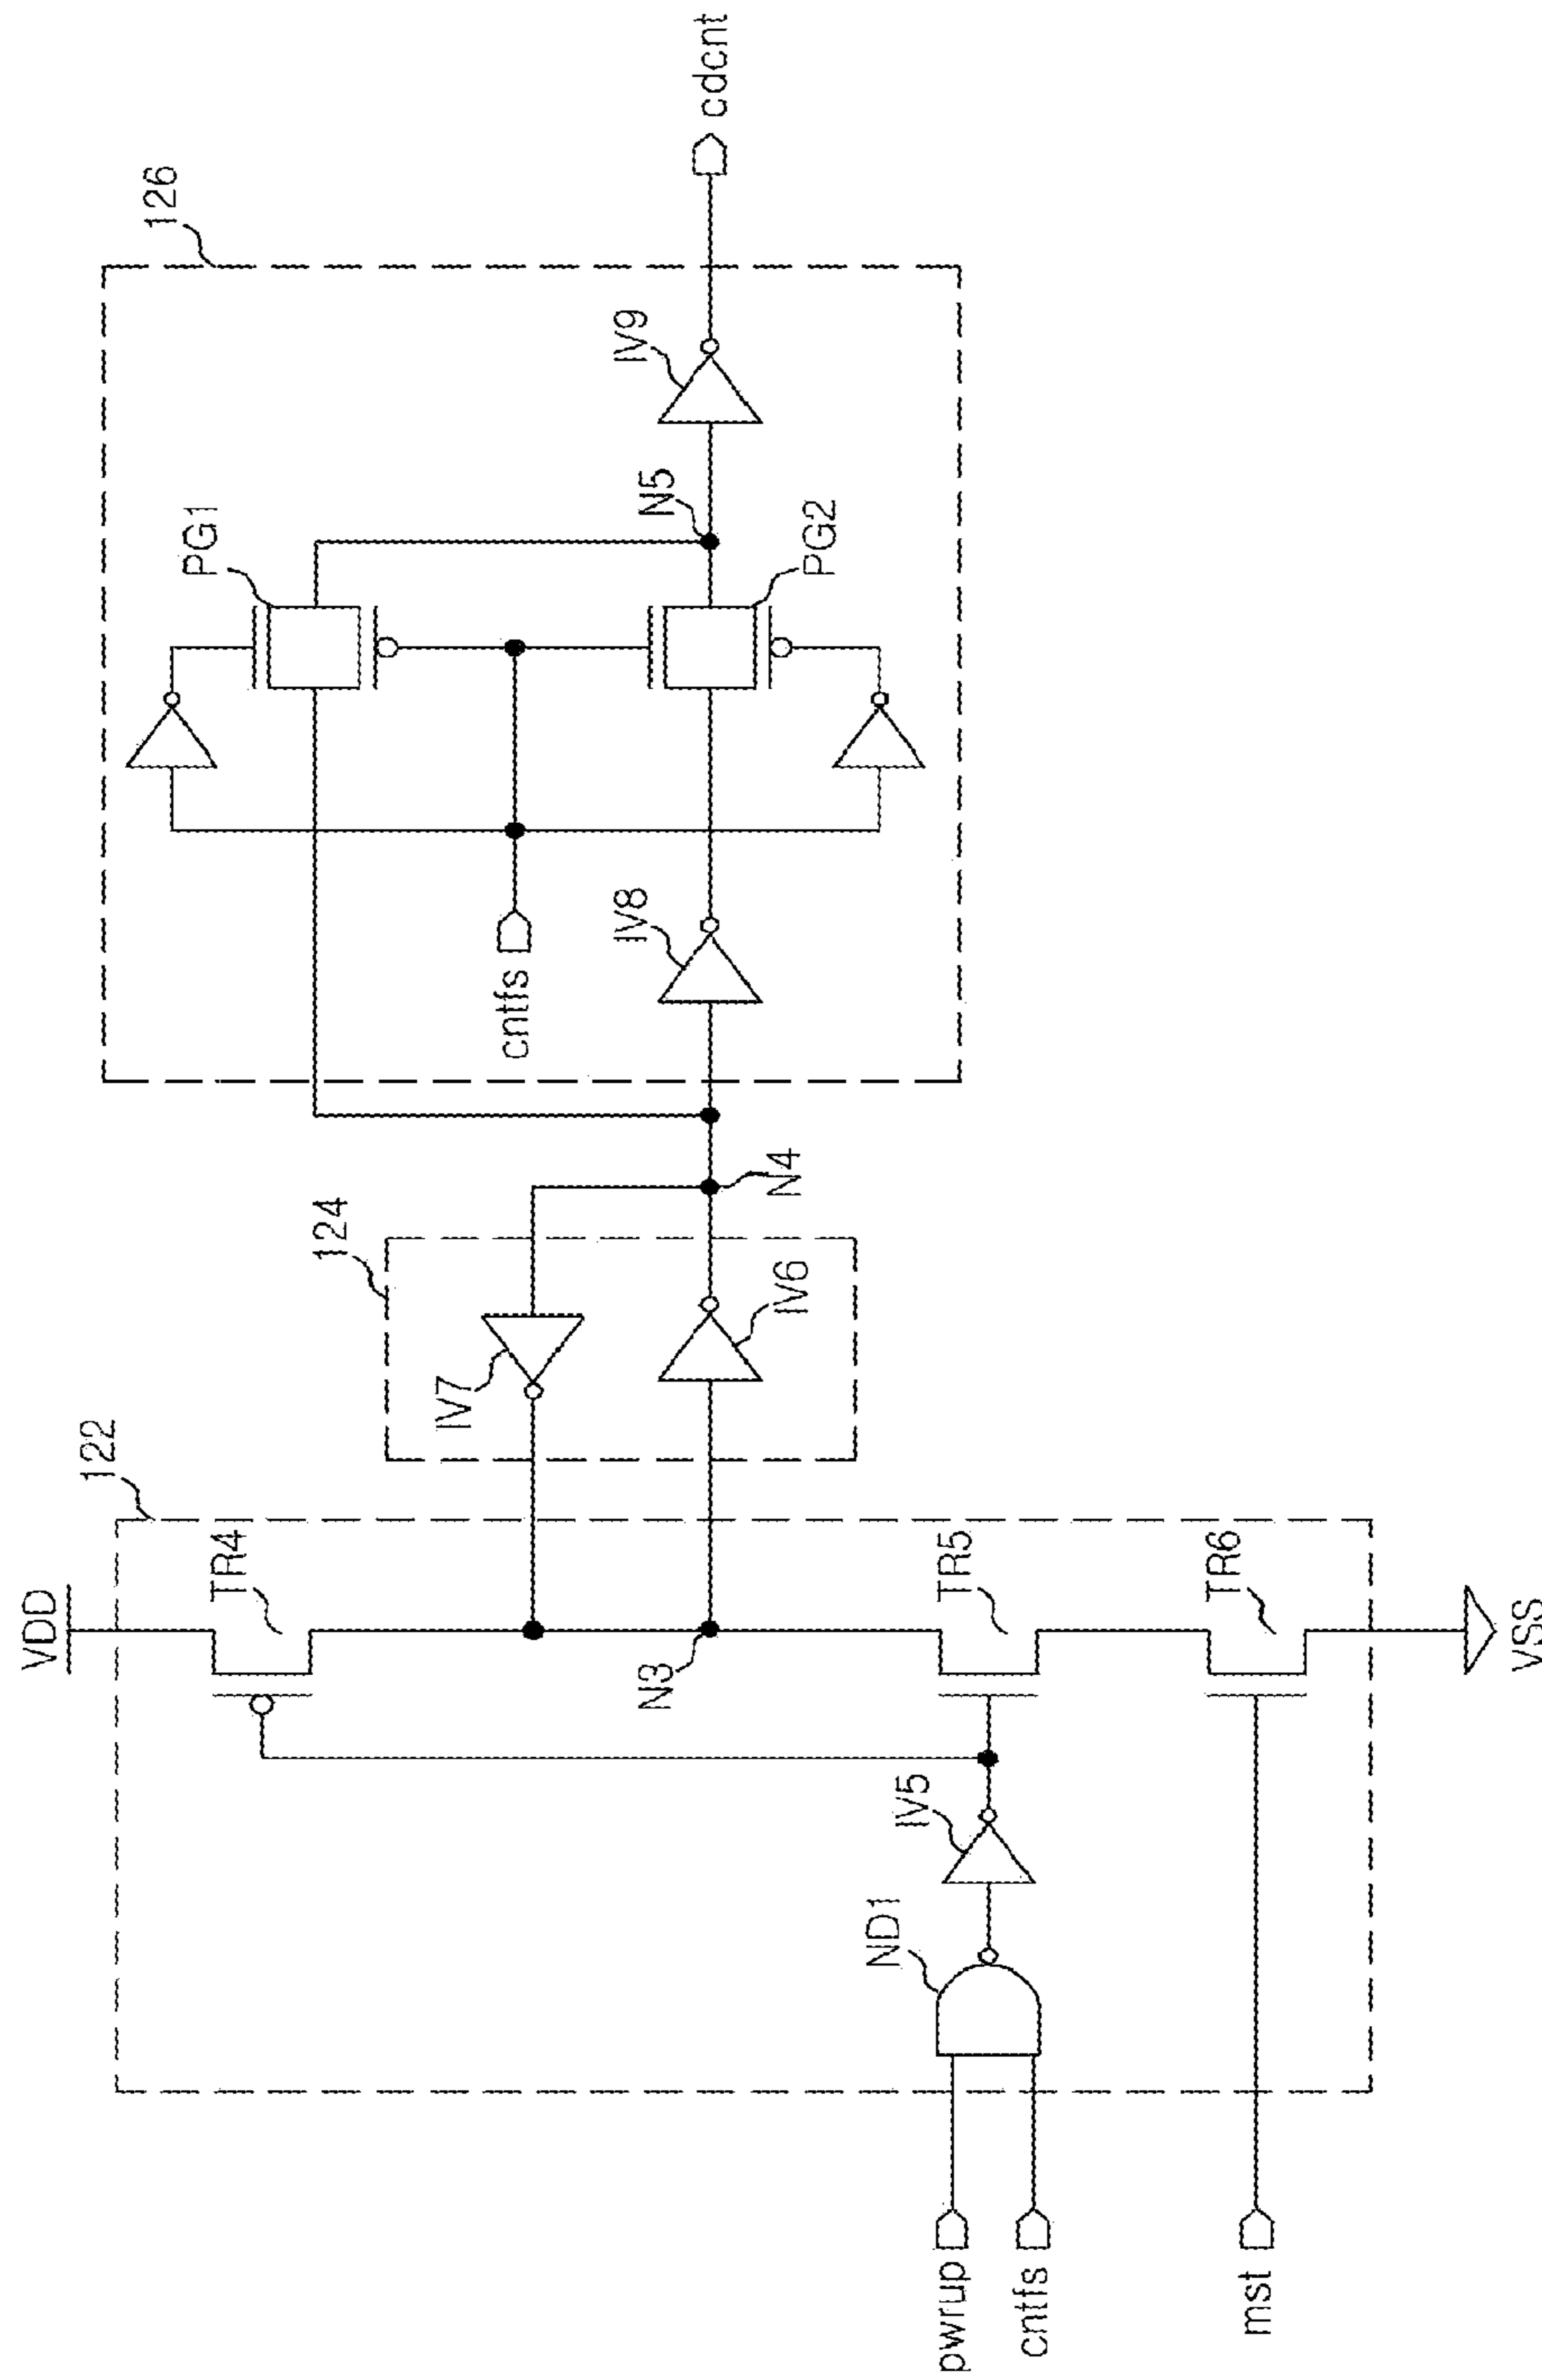 VDD
122
TR4
124
IV7
N3
IV6
N4
TR5
TR6
VSS
ND1
IV5
pwrup
cntfs
mst
126
PG1
cntfs
IV8
N5
PG2
IV9
cdcnt